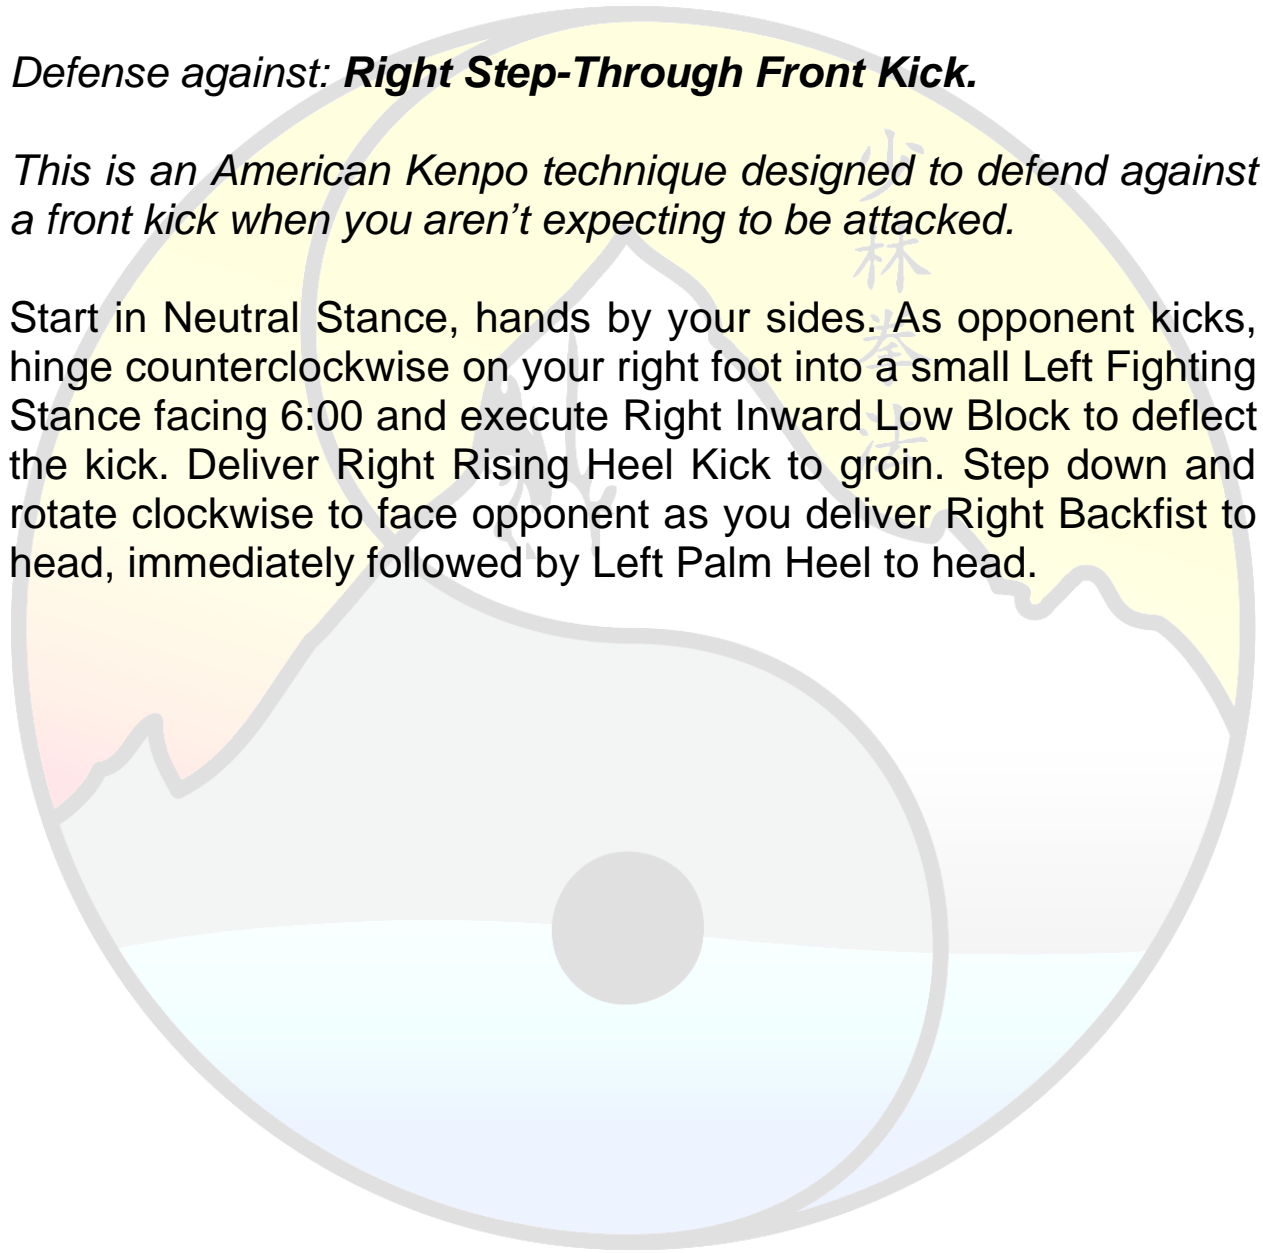 Defense against: Right Step-Through Front Kick.
This is an American Kenpo technique designed to defend against
a front kick when you aren’t expecting to be attacked.
Start in Neutral Stance, hands by your sides. As opponent kicks,
hinge counterclockwise on your right foot into a small Left Fighting
Stance facing 6:00 and execute Right Inward Low Block to deflect
the kick. Deliver Right Rising Heel Kick to groin. Step down and
rotate clockwise to face opponent as you deliver Right Backfist to
head, immediately followed by Left Palm Heel to head.
少林拳法